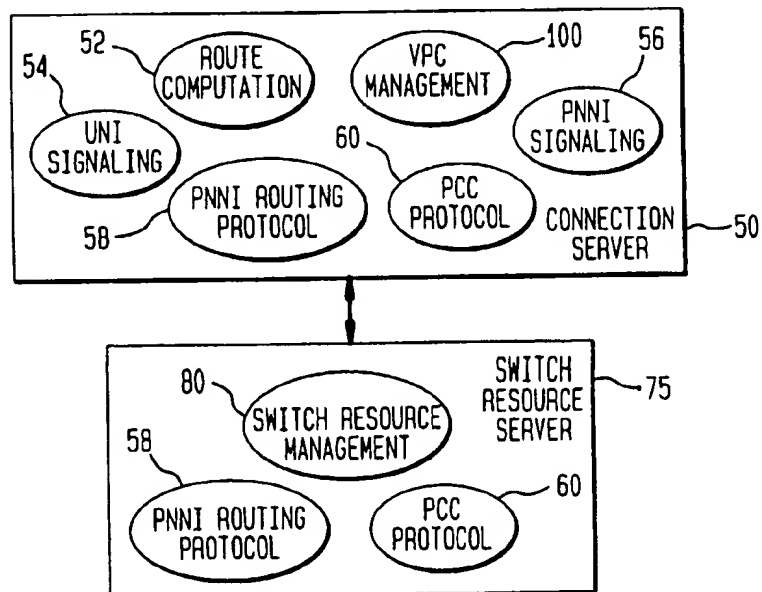 52
ROUTE
COMPUTATION
VPC
MANAGEMENT
100
56
54
UNI
SIGNALING
PNNI
SIGNALING
60
PNNI ROUTING
PROTOCOL
58
PCC
PROTOCOL
CONNECTION
SERVER
50
80
SWITCH RESOURCE
MANAGEMENT
SWITCH
RESOURCE
SERVER
75
58
PNNI ROUTING
PROTOCOL
PCC
PROTOCOL
60